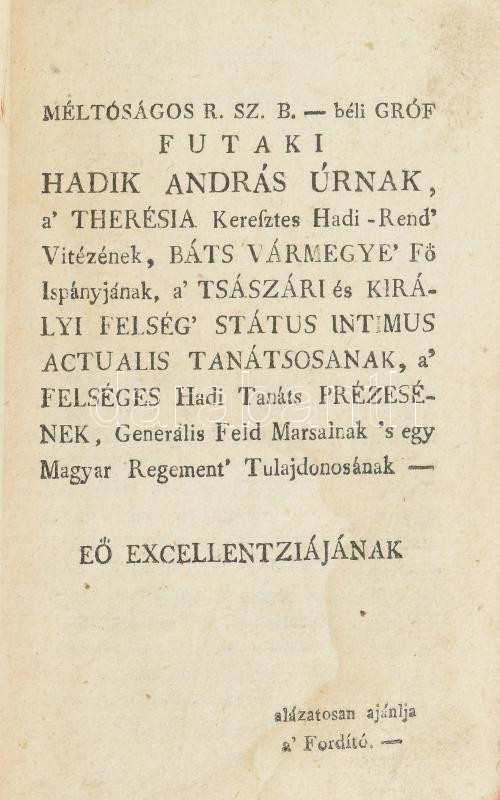 MÉLTÓSÁGOS R. SZ. B. — béli GRÓF
FUTAKI
HADIK ANDRÁS ÚRNAK,
a' THERÉSIA Kereſztes Hadi-Rend'
Vitézének, BÁTS VÁRMEGYE' Fö
Ispányjának, a' TSÁSZÁRI és KIRÁ-
LYI FELSÉG' STÁTUS INTIMUS
ACTUALIS TANÁTSOSANAK, a'
FELSÉGES Hadi Tanáts PRÉZESÉ-
NEK, Generális Feld Marsalnak 's egy
Magyar Regement' Tulajdonosának —
EŐ EXCELLENTZIÁJÁNAK
alázatosan ajánlja
a' Fordító. —